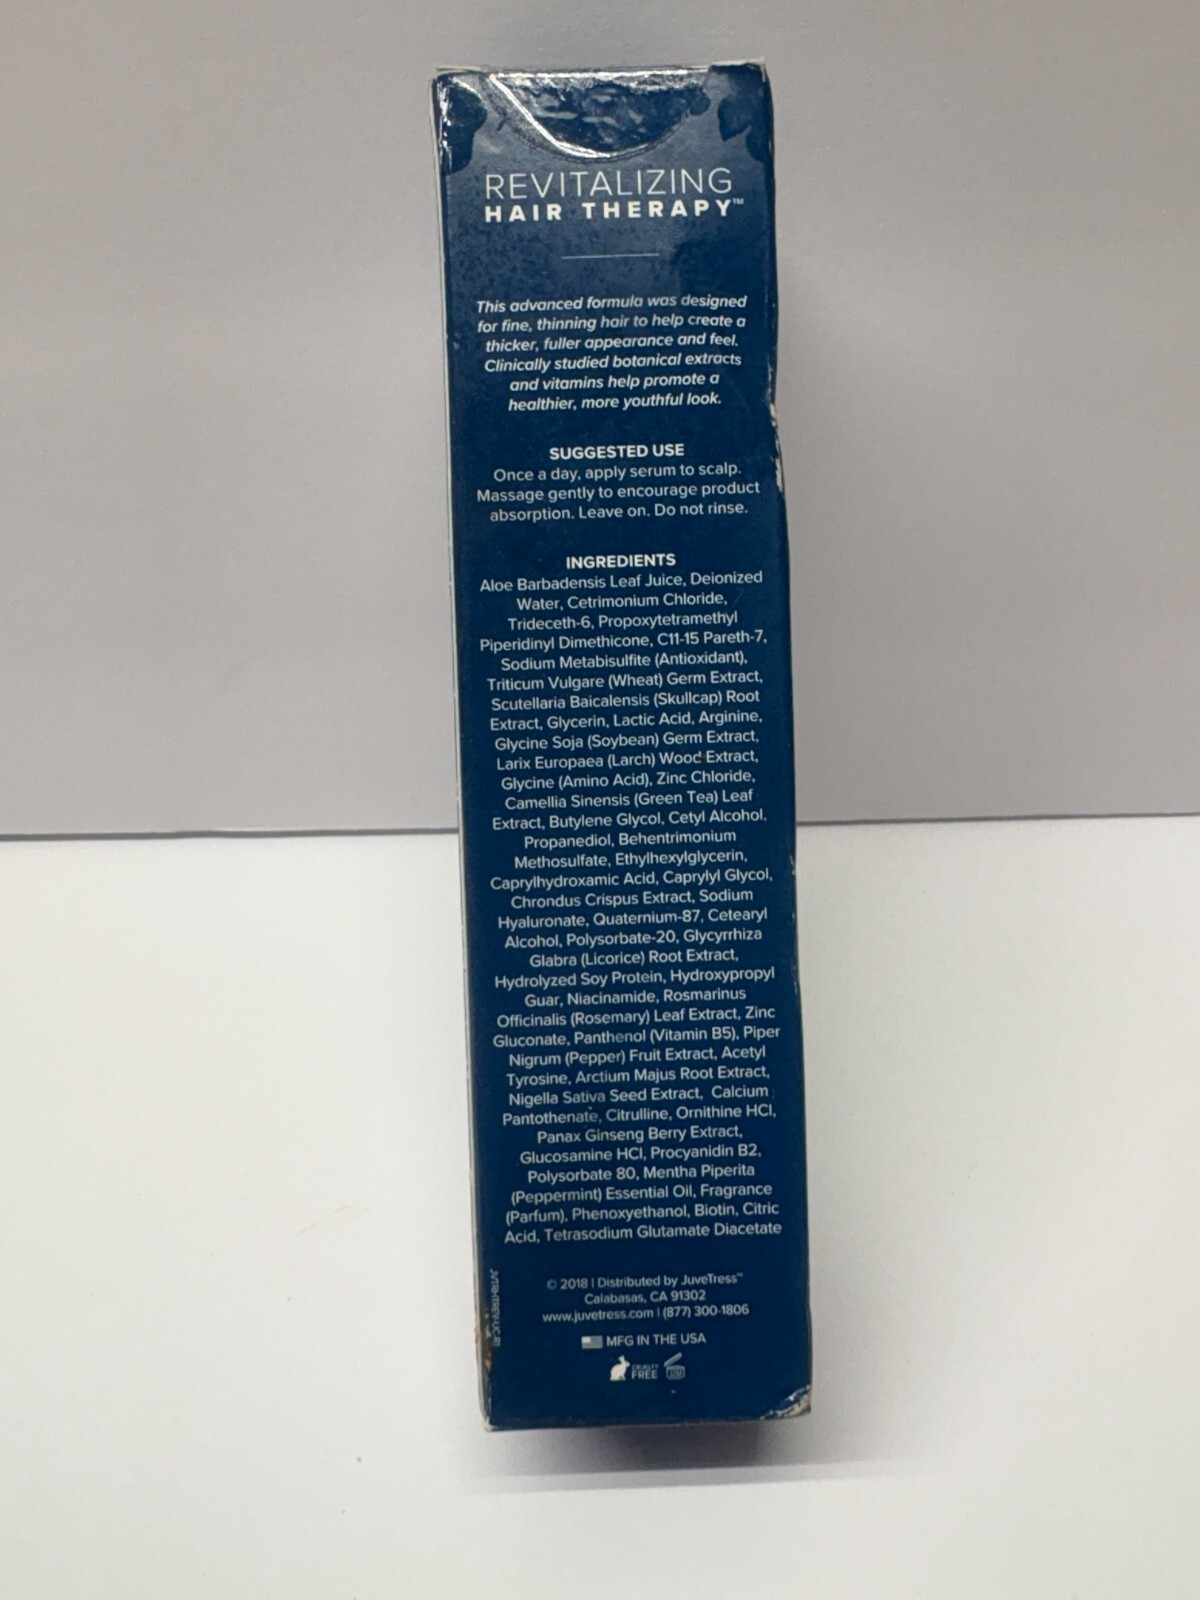 REVITALIZING
HAIR THERAPY™
This advanced formula was designed
for fine, thinning hair to help create a
thicker, fuller appearance and feel.
Clinically studied botanical extracts
and vitamins help promote a
healthier, more youthful look.
SUGGESTED USE
Once a day, apply serum to scalp.
Massage gently to encourage product
absorption. Leave on. Do not rinse.
INGREDIENTS
Aloe Barbadensis Leaf Juice, Deionized
Water, Cetrimonium Chloride,
Trideceth-6, Propoxytetramethyl
Piperidinyl Dimethicone, C11-15 Pareth-7,
Sodium Metabisulfite (Antioxidant),
Triticum Vulgare (Wheat) Germ Extract,
Scutellaria Baicalensis (Skullcap) Root
Extract, Glycerin, Lactic Acid, Arginine,
Glycine Soja (Soybean) Germ Extract,
Larix Europaea (Larch) Wood Extract,
Glycine (Amino Acid), Zinc Chloride,
Camellia Sinensis (Green Tea) Leaf
Extract, Butylene Glycol, Cetyl Alcohol,
Propanediol, Behentrimonium
Methosulfate, Ethylhexylglycerin,
Caprylhydroxamic Acid, Caprylyl Glycol,
Chrondus Crispus Extract, Sodium
Hyaluronate, Quaternium-87, Cetearyl
Alcohol, Polysorbate-20, Glycyrrhiza
Glabra (Licorice) Root Extract,
Hydrolyzed Soy Protein, Hydroxypropyl
Guar, Niacinamide, Rosmarinus
Officinalis (Rosemary) Leaf Extract, Zinc
Gluconate, Panthenol (Vitamin B5), Piper
Nigrum (Pepper) Fruit Extract, Acetyl
Tyrosine, Arctium Majus Root Extract,
Nigella Sativa Seed Extract, Calcium
Pantothenate, Citrulline, Ornithine HCl,
Panax Ginseng Berry Extract,
Glucosamine HCl, Procyanidin B2,
Polysorbate 80, Mentha Piperita
(Peppermint) Essential Oil, Fragrance
(Parfum), Phenoxyethanol, Biotin, Citric
Acid, Tetrasodium Glutamate Diacetate
© 2018 | Distributed by JuveTress™
Calabasas, CA 91302
www.juvetress.com | (877) 300-1806
MFG IN THE USA
CRUELTY
FREE
12M